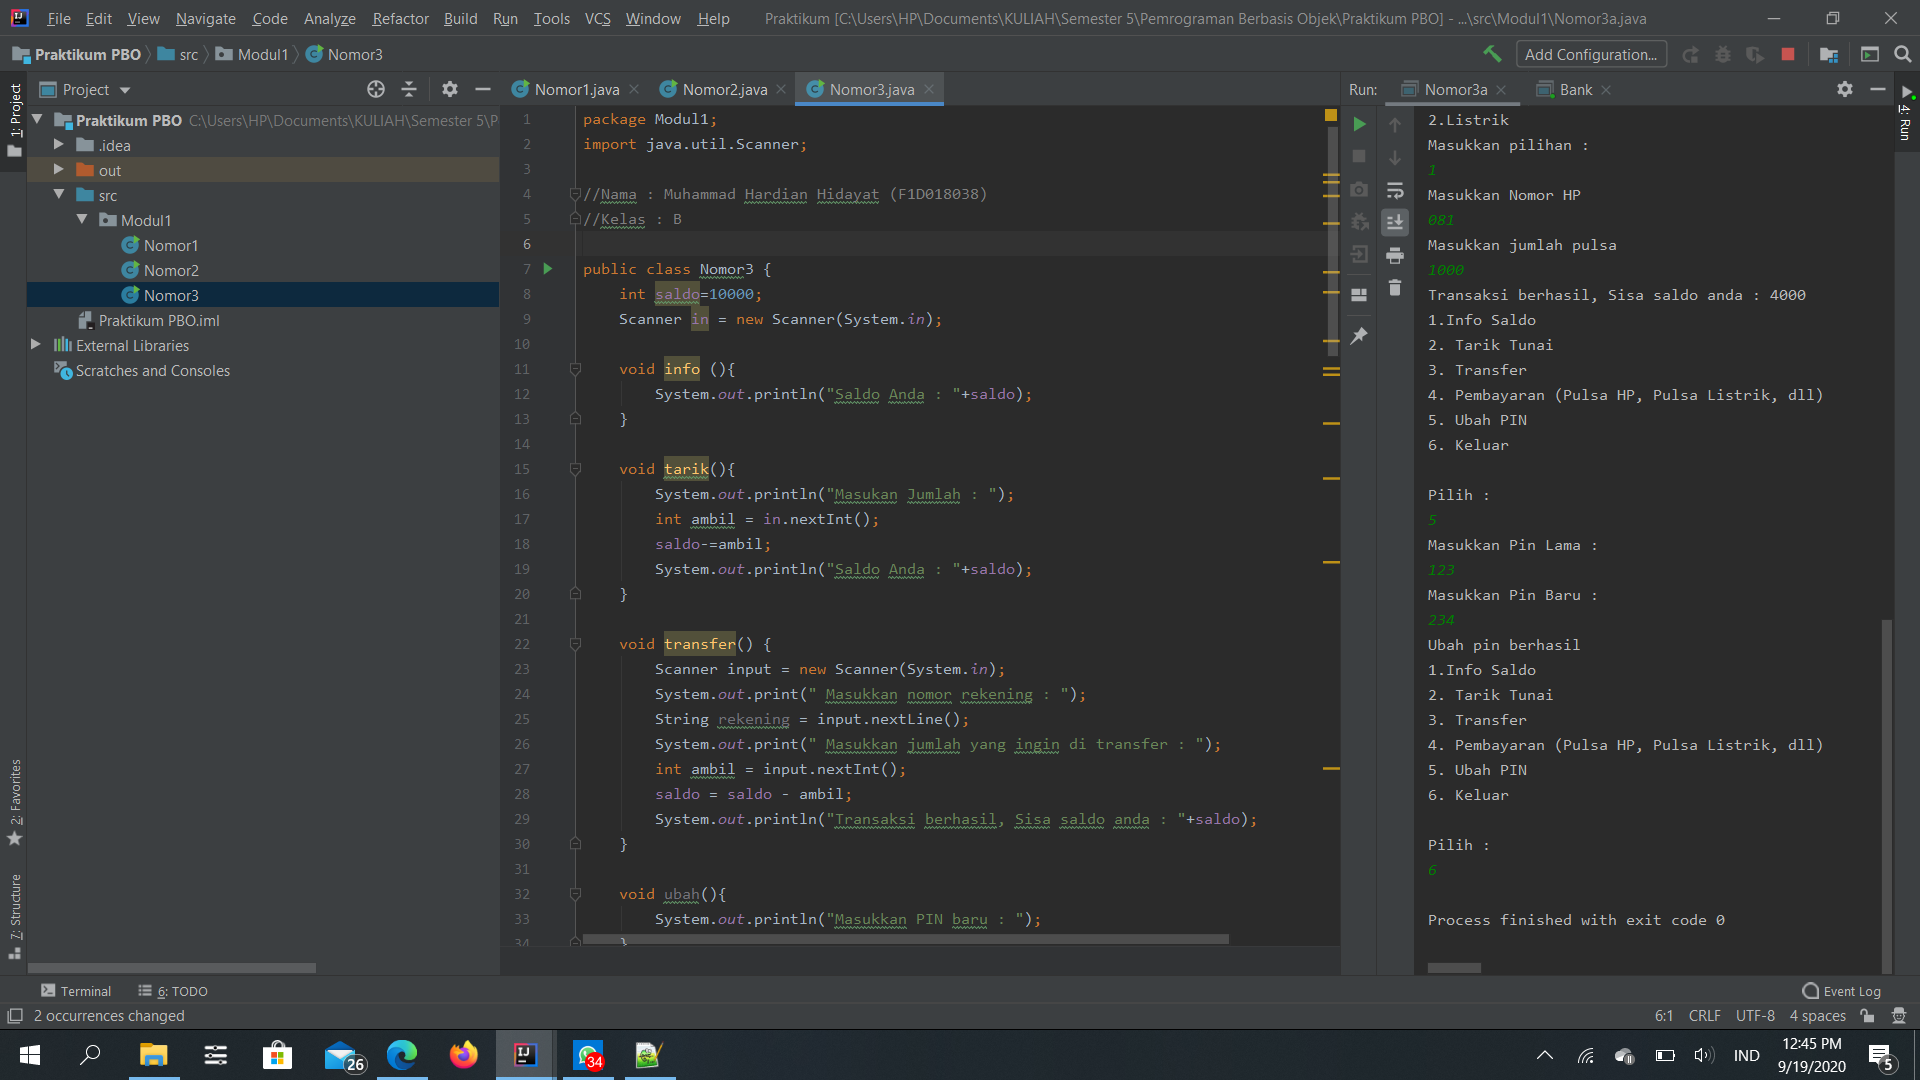 File Edit View Navigate Code Analyze Refactor Build Run Tools VCS Window Help Praktikum [C:\Users\HP\Documents\KULIAH\Semester 5\Pemrograman Berbasis Objek\Praktikum PBO] - ...\src\Modul1\Nomor3a.java
Praktikum PBO src Modul1 Nomor3 Add Configuration...
1: Project
2: Favorites
7: Structure
Project
Praktikum PBO C:\Users\HP\Documents\KULIAH\Semester 5\P
.idea
out
src
Modul1
Nomor1
Nomor2
Nomor3
Praktikum PBO.iml
External Libraries
Scratches and Consoles
Nomor1.java Nomor2.java Nomor3.java
1 package Modul1;
2 import java.util.Scanner;
3
4 //Nama : Muhammad Hardian Hidayat (F1D018038)
5 //Kelas : B
6
7 public class Nomor3 {
8 int saldo=10000;
9 Scanner in = new Scanner(System.in);
10
11 void info (){
12 System.out.println("Saldo Anda : "+saldo);
13 }
14
15 void tarik(){
16 System.out.println("Masukan Jumlah : ");
17 int ambil = in.nextInt();
18 saldo-=ambil;
19 System.out.println("Saldo Anda : "+saldo);
20 }
21
22 void transfer() {
23 Scanner input = new Scanner(System.in);
24 System.out.print(" Masukkan nomor rekening : ");
25 String rekening = input.nextLine();
26 System.out.print(" Masukkan jumlah yang ingin di transfer : ");
27 int ambil = input.nextInt();
28 saldo = saldo - ambil;
29 System.out.println("Transaksi berhasil, Sisa saldo anda : "+saldo);
30 }
31
32 void ubah(){
33 System.out.println("Masukkan PIN baru : ");
34 }
Run: Nomor3a Bank
4: Run
2.Listrik
Masukkan pilihan :
1
Masukkan Nomor HP
081
Masukkan jumlah pulsa
1000
Transaksi berhasil, Sisa saldo anda : 4000
1.Info Saldo
2. Tarik Tunai
3. Transfer
4. Pembayaran (Pulsa HP, Pulsa Listrik, dll)
5. Ubah PIN
6. Keluar
Pilih :
5
Masukkan Pin Lama :
123
Masukkan Pin Baru :
234
Ubah pin berhasil
1.Info Saldo
2. Tarik Tunai
3. Transfer
4. Pembayaran (Pulsa HP, Pulsa Listrik, dll)
5. Ubah PIN
6. Keluar
Pilih :
6
Process finished with exit code 0
Terminal 6: TODO Event Log
2 occurrences changed 6:1 CRLF UTF-8 4 spaces
26 34 IND 12:45 PM
9/19/2020 5